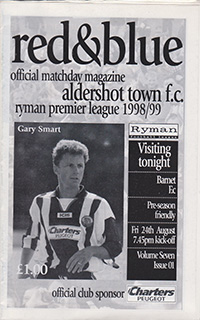 red&blue
official matchday magazine
aldershot town f.c.
ryman premier league 1998/99
Gary Smart
Ryman
Visiting
tonight
Barnet
F.c
Pre-season
friendly
Fri 24th August
7.45pm kick-off
Volume Seven
Issue 01
£1.00
official club sponsor
Charters
PEUGEOT